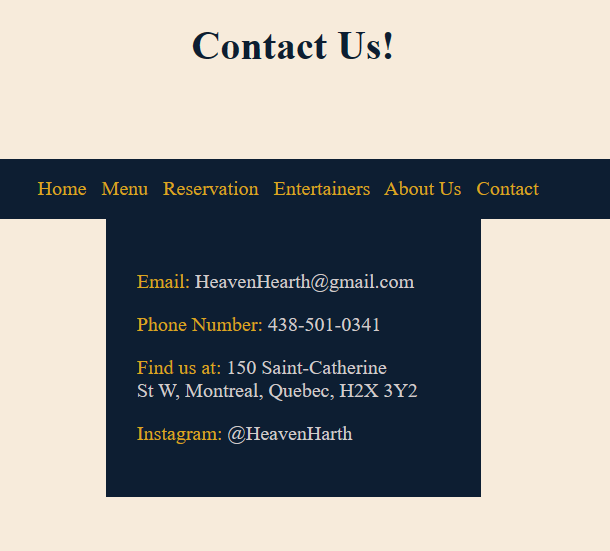 Contact Us!
Home Menu Reservation Entertainers About Us Contact
Email: HeavenHearth@gmail.com
Phone Number: 438-501-0341
Find us at: 150 Saint-Catherine
St W, Montreal, Quebec, H2X 3Y2
Instagram: @HeavenHarth